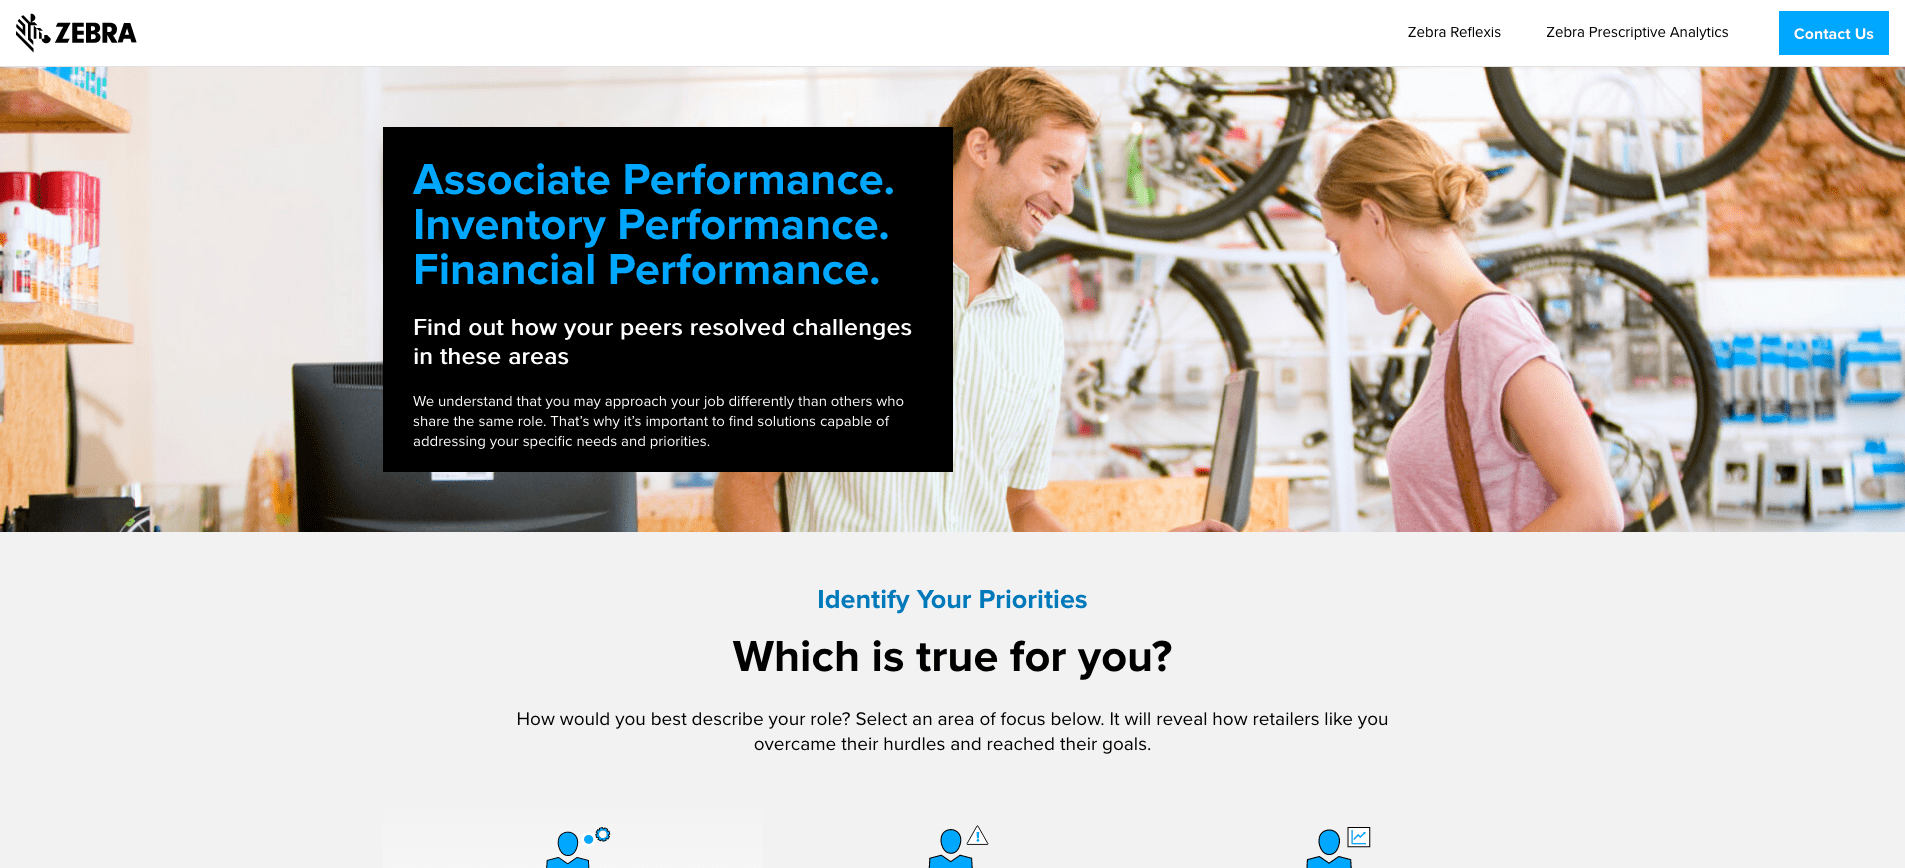 ZEBRA
Zebra Reflexis
Zebra Prescriptive Analytics
Contact Us
Associate Performance.
Inventory Performance.
Financial Performance.
Find out how your peers resolved challenges
in these areas
We understand that you may approach your job differently than others who
share the same role. That’s why it’s important to find solutions capable of
addressing your specific needs and priorities.
Identify Your Priorities
Which is true for you?
How would you best describe your role? Select an area of focus below. It will reveal how retailers like you
overcame their hurdles and reached their goals.